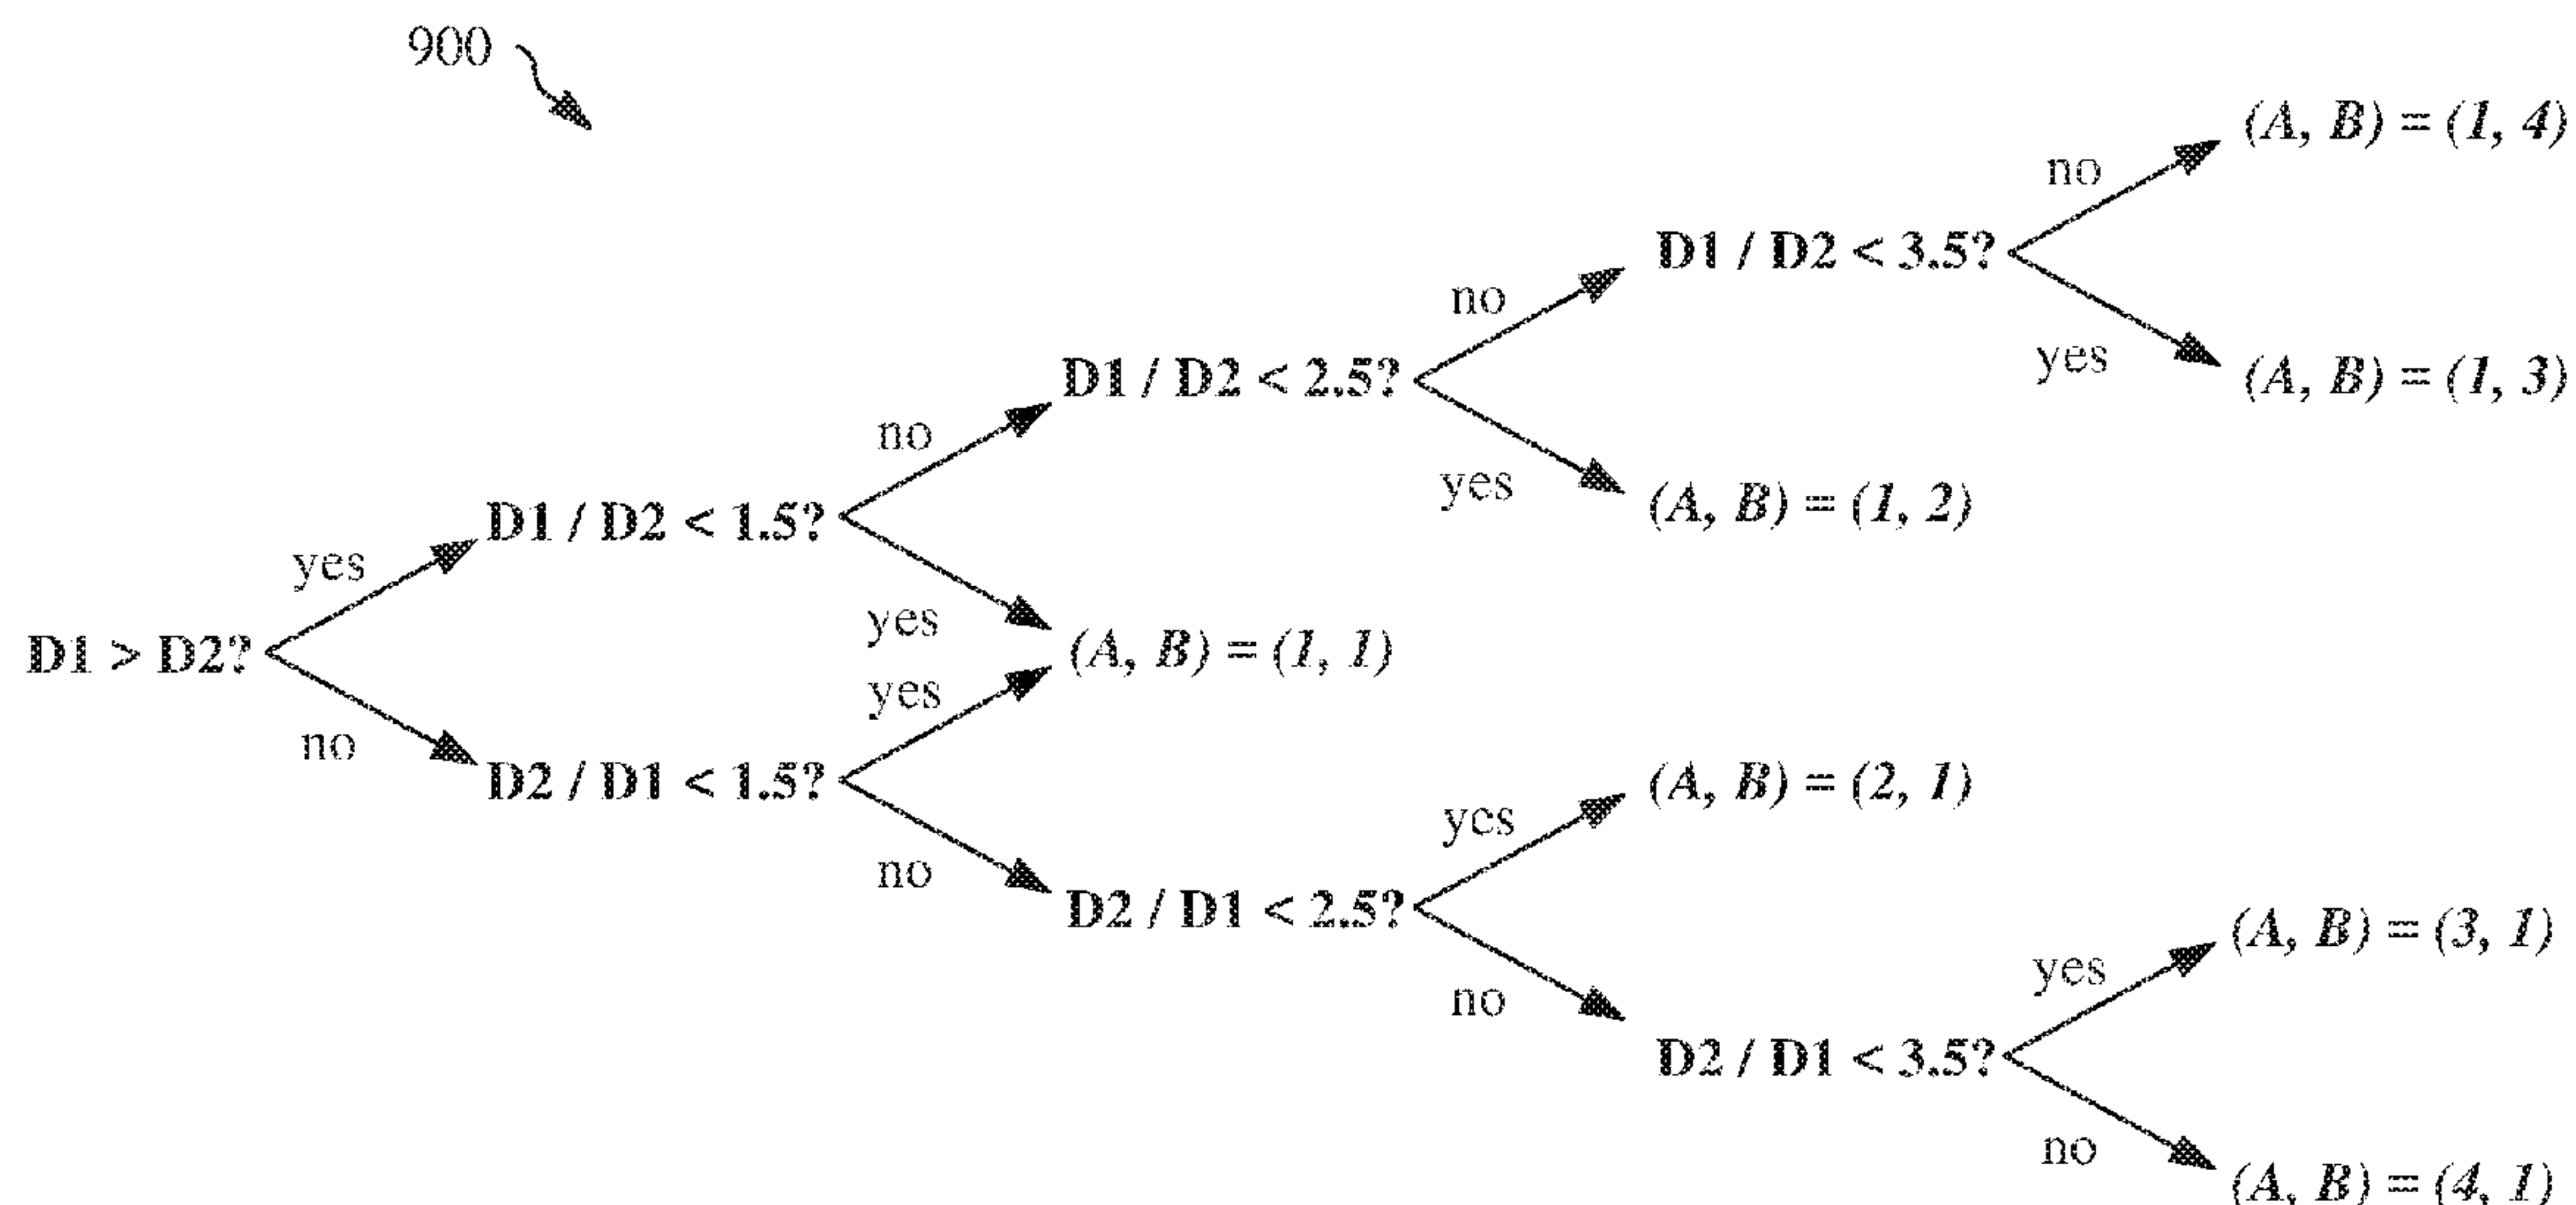 900
(A, B) = (1, 4)
no
D1 / D2 < 3.5?
no
yes
D1 / D2 < 2.5?
(A, B) = (1, 3)
no
yes
D1 / D2 < 1.5?
(A, B) = (1, 2)
yes
yes
D1 > D2?
(A, B) = (1, 1)
yes
no
D2 / D1 < 1.5?
(A, B) = (2, 1)
yes
no
D2 / D1 < 2.5?
(A, B) = (3, 1)
yes
no
D2 / D1 < 3.5?
no
(A, B) = (4, 1)